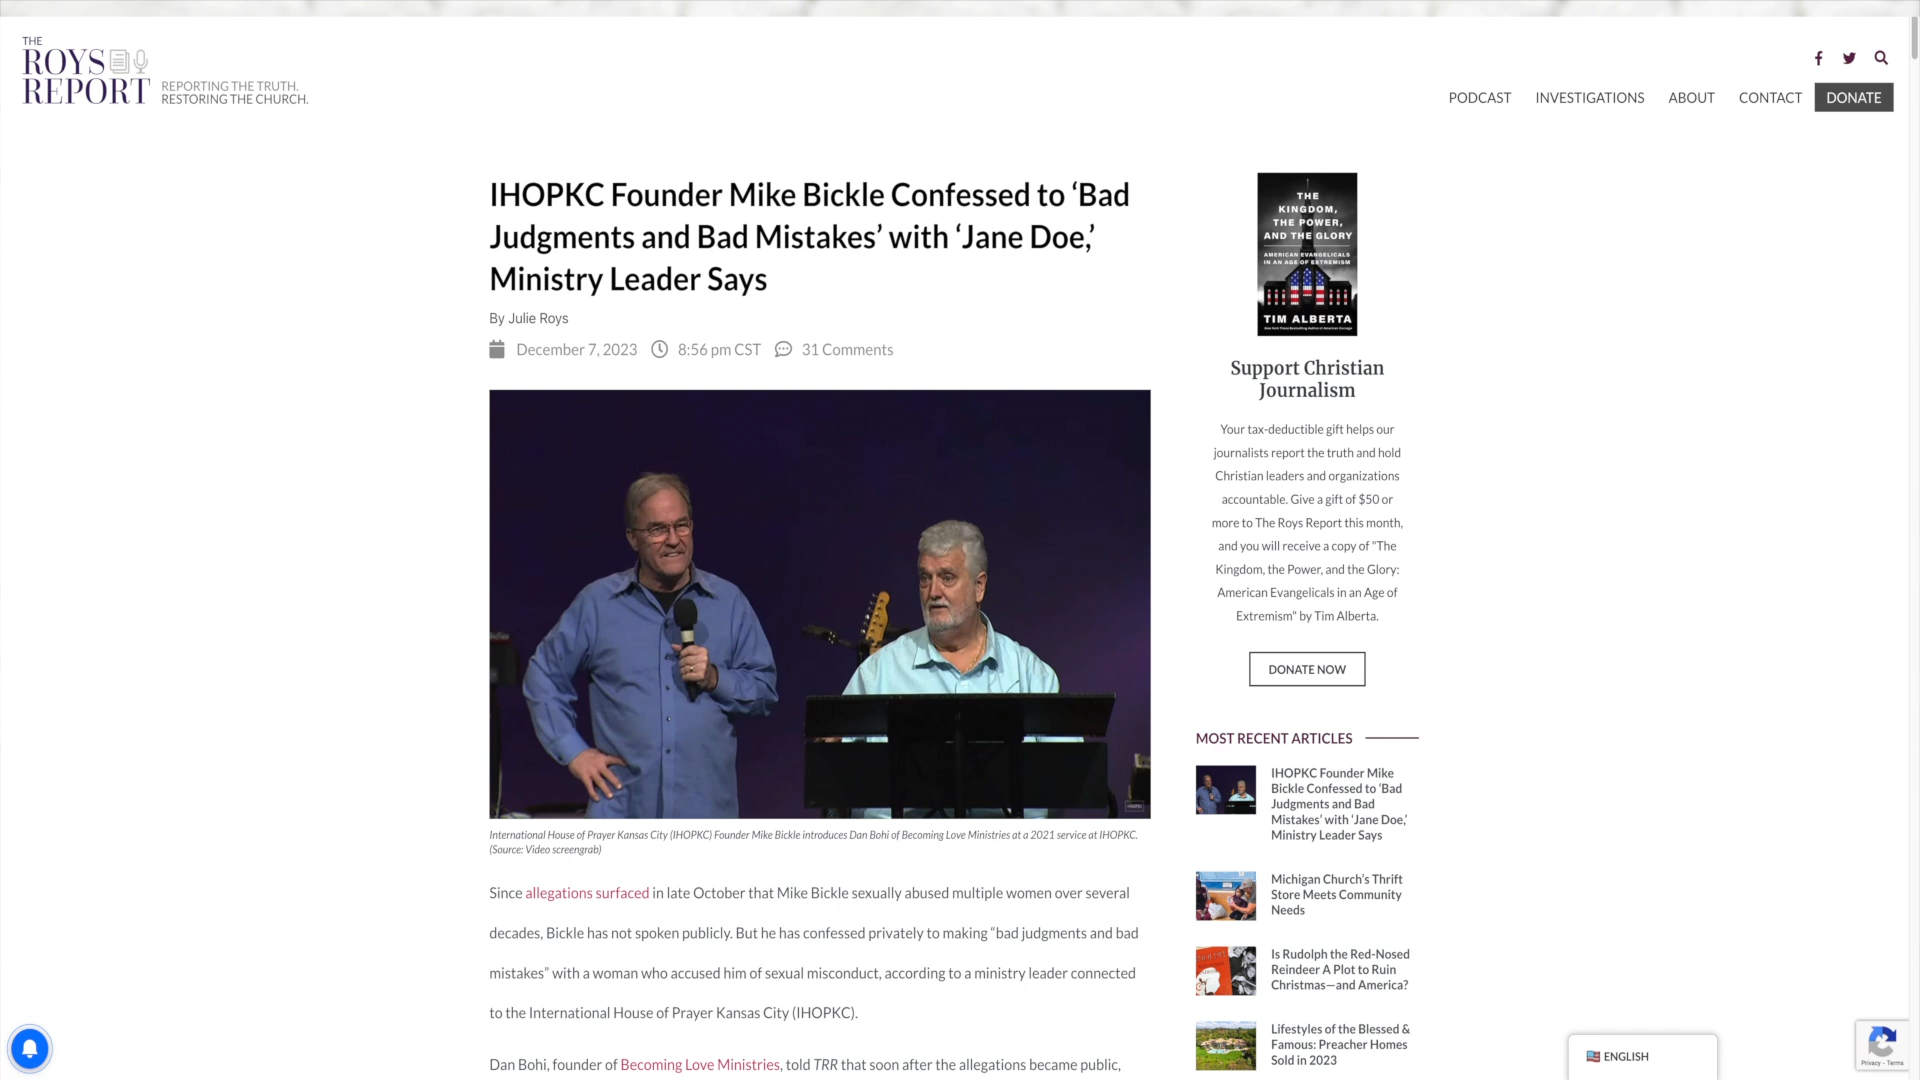 THE
ROYS
REPORT
REPORTING THE TRUTH.
RESTORING THE CHURCH.
PODCAST INVESTIGATIONS ABOUT CONTACT DONATE
IHOPKC Founder Mike Bickle Confessed to ‘Bad
Judgments and Bad Mistakes’ with ‘Jane Doe,’
Ministry Leader Says
By Julie Roys
December 7, 2023 8:56 pm CST 31 Comments
IHOPKC
International House of Prayer Kansas City (IHOPKC) Founder Mike Bickle introduces Dan Bohi of Becoming Love Ministries at a 2021 service at IHOPKC.
(Source: Video screengrab)
Since allegations surfaced in late October that Mike Bickle sexually abused multiple women over several
decades, Bickle has not spoken publicly. But he has confessed privately to making “bad judgments and bad
mistakes” with a woman who accused him of sexual misconduct, according to a ministry leader connected
to the International House of Prayer Kansas City (IHOPKC).
Dan Bohi, founder of Becoming Love Ministries, told TRR that soon after the allegations became public,
THE
KINGDOM,
THE POWER,
AND THE GLORY
AMERICAN EVANGELICALS
IN AN AGE OF EXTREMISM
TIM ALBERTA
Support Christian
Journalism
Your tax-deductible gift helps our
journalists report the truth and hold
Christian leaders and organizations
accountable. Give a gift of $50 or
more to The Roys Report this month,
and you will receive a copy of "The
Kingdom, the Power, and the Glory:
American Evangelicals in an Age of
Extremism" by Tim Alberta.
DONATE NOW
MOST RECENT ARTICLES
IHOPKC Founder Mike
Bickle Confessed to ‘Bad
Judgments and Bad
Mistakes’ with ‘Jane Doe,’
Ministry Leader Says
Michigan Church’s Thrift
Store Meets Community
Needs
Is Rudolph the Red-Nosed
Reindeer A Plot to Ruin
Christmas—and America?
Lifestyles of the Blessed &
Famous: Preacher Homes
Sold in 2023
ENGLISH
Privacy - Terms